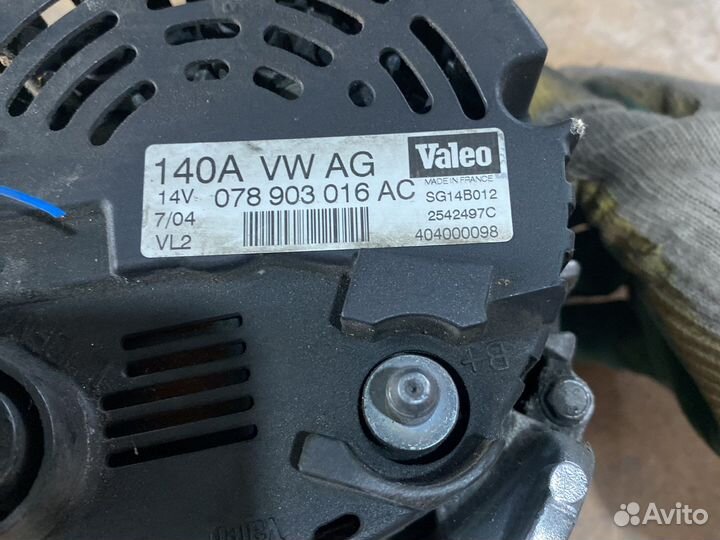 140A VW AG
Valeo
MADE IN FRANCE
14V 078 903 016 AC
SG14B012
7/04
2542497C
VL2
404000098
B+
Valeo
Avito